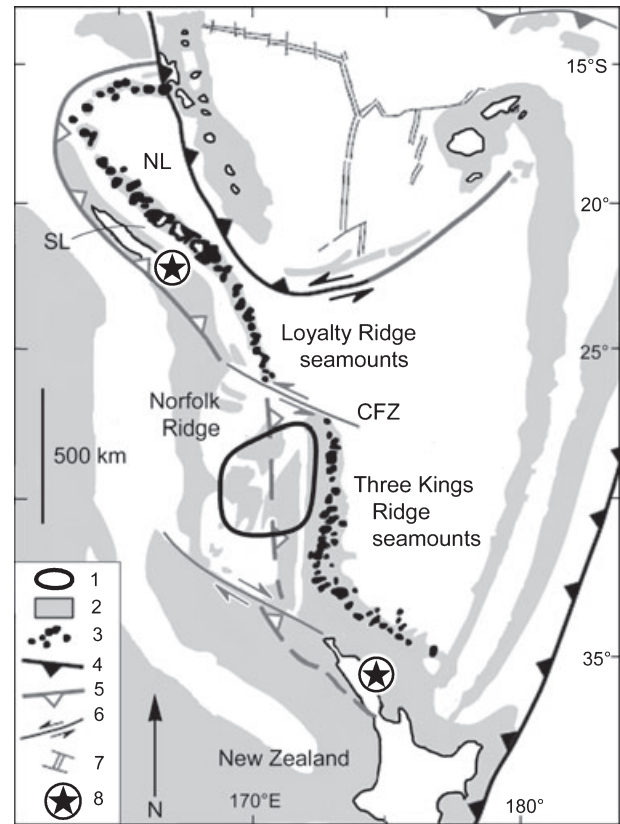 15°S
NL
20°
SL
Loyalty Ridge
seamounts
25°
Norfolk
Ridge
CFZ
500 km
Three Kings
Ridge
seamounts
1
2
3
4
5
6
7
8
35°
New Zealand
N
170°E
180°